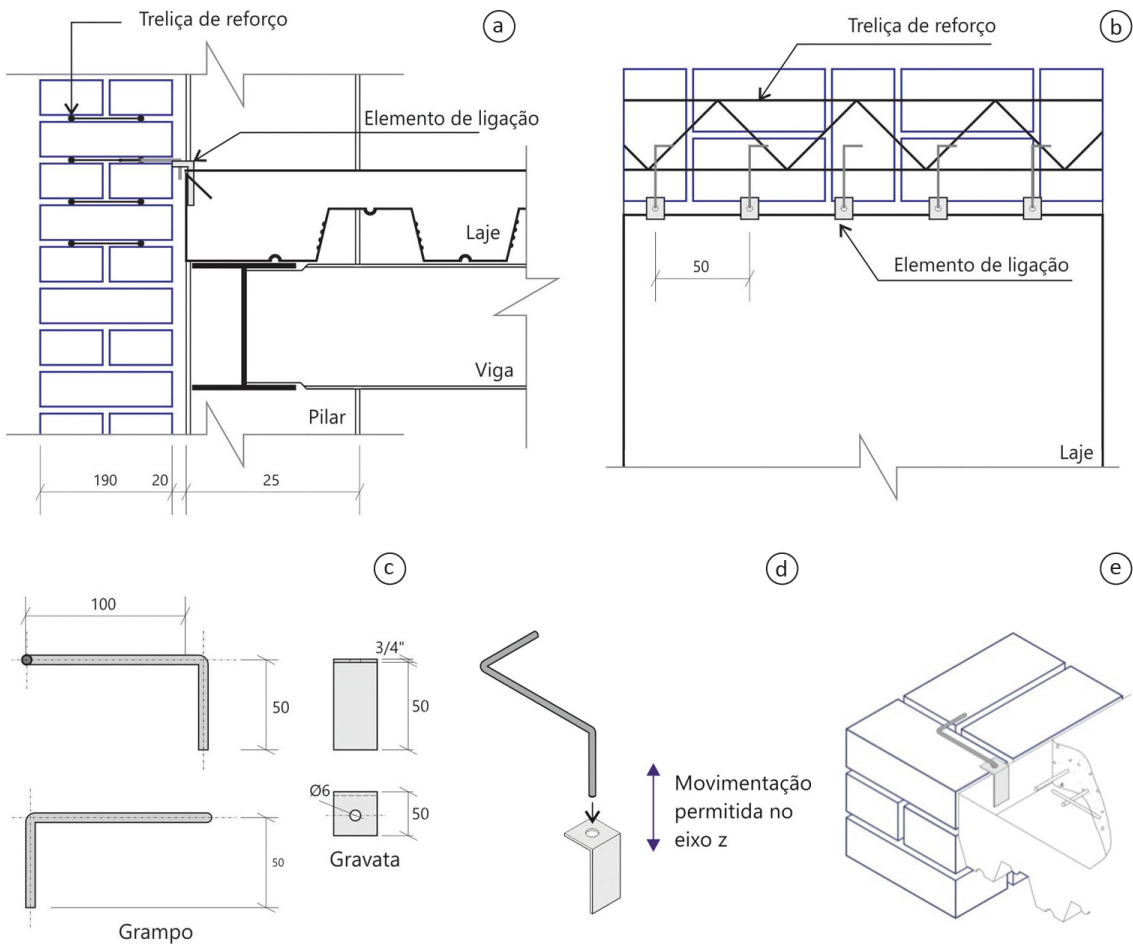 Treliça de reforço
a
Elemento de ligação
Laje
Viga
Pilar
190
20
25
Treliça de reforço
b
50
Elemento de ligação
Laje
c
100
50
3/4"
50
Ø6
50
Gravata
50
Grampo
d
Movimentação
permitida no
eixo z
e